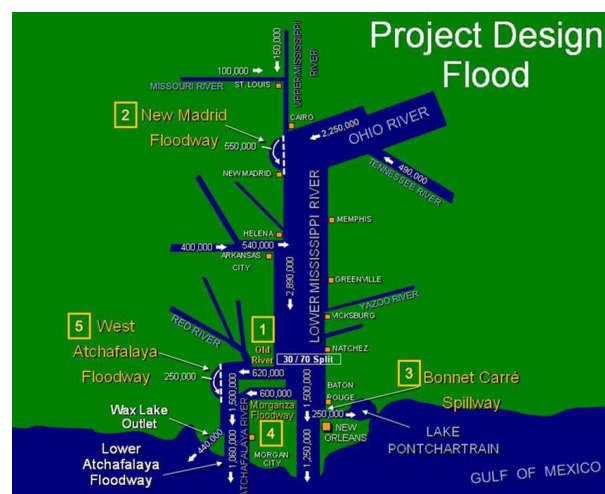 Project Design
Flood
150,000
UPPER MISSISSIPPI
RIVER
100,000
MISSOURI RIVER
ST. LOUIS
2
New Madrid
Floodway
CAIRO
2,250,000
OHIO RIVER
550,000
490,000
TENNESSEE RIVER
NEW MADRID
MEMPHIS
HELENA
400,000
540,000
ARKANSAS
CITY
2,890,000
LOWER MISSISSIPPI RIVER
GREENVILLE
YAZOO RIVER
VICKSBURG
RED RIVER
1
Old
River
NATCHEZ
30 / 70 Split
5
West
Atchafalaya
Floodway
250,000
620,000
1,500,000
600,000
Morganza
Floodway
4
MORGAN
CITY
1,500,000
BATON
ROUGE
3
Bonnet Carré
Spillway
250,000
NEW
ORLEANS
LAKE
PONTCHARTRAIN
Wax Lake
Outlet
440,000
Lower
Atchafalaya
Floodway
1,060,000
ATCHAFALAYA RIVER
1,250,000
GULF OF MEXICO